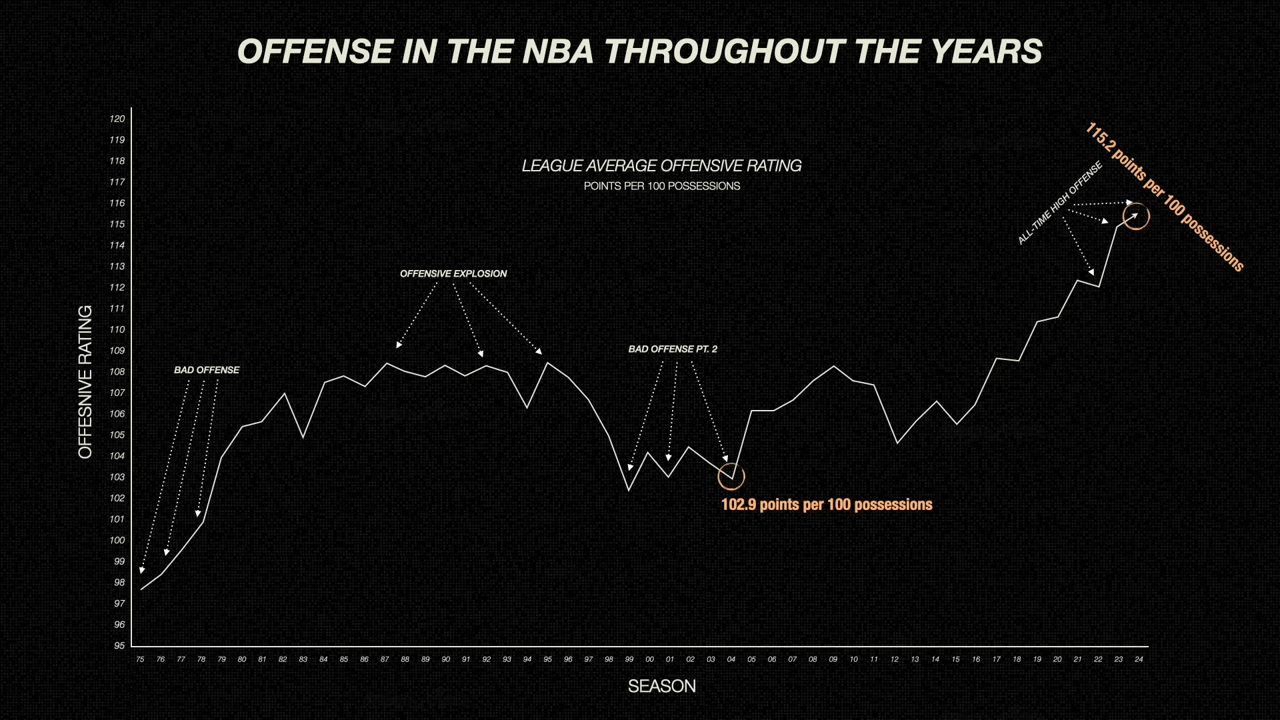 OFFENSE IN THE NBA THROUGHOUT THE YEARS
LEAGUE AVERAGE OFFENSIVE RATING
POINTS PER 100 POSSESSIONS
115.2 points per 100 possessions
ALL-TIME HIGH OFFENSE
OFFENSIVE EXPLOSION
BAD OFFENSE PT. 2
BAD OFFENSE
102.9 points per 100 possessions
OFFESNIVE RATING
120
119
118
117
116
115
114
113
112
111
110
109
108
107
106
105
104
103
102
101
100
99
98
97
96
95
75 76 77 78 79 80 81 82 83 84 85 86 87 88 89 90 91 92 93 94 95 96 97 98 99 00 01 02 03 04 05 06 07 08 09 10 11 12 13 14 15 16 17 18 19 20 21 22 23 24
SEASON